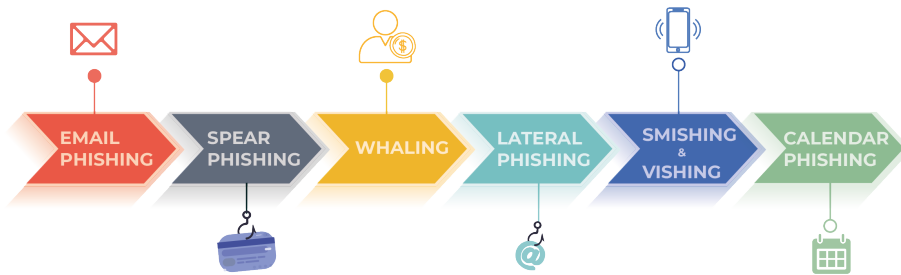 EMAIL
PHISHING
SPEAR
PHISHING
WHALING
LATERAL
PHISHING
SMISHING
&
VISHING
CALENDAR
PHISHING
$
@